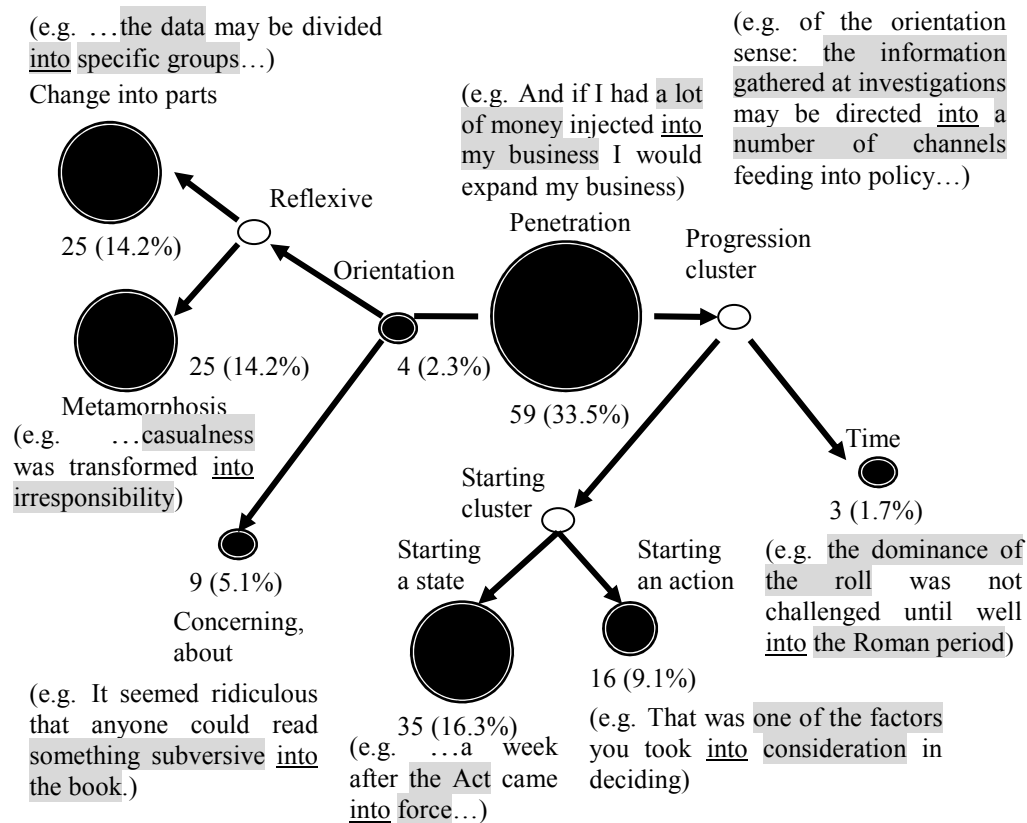 (e.g. …the data may be divided
into specific groups…)
Change into parts
25 (14.2%)
Reflexive
Orientation
4 (2.3%)
25 (14.2%)
Metamorphosis
(e.g. …casualness
was transformed into
irresponsibility)
9 (5.1%)
Concerning,
about
(e.g. It seemed ridiculous
that anyone could read
something subversive into
the book.)
(e.g. And if I had a lot
of money injected into
my business I would
expand my business)
Penetration
59 (33.5%)
(e.g. of the orientation
sense: the information
gathered at investigations
may be directed into a
number of channels
feeding into policy…)
Progression
cluster
Starting
cluster
Starting
a state
35 (16.3%)
(e.g. …a week
after the Act came
into force…)
Starting
an action
16 (9.1%)
(e.g. That was one of the factors
you took into consideration in
deciding)
Time
3 (1.7%)
(e.g. the dominance of
the roll was not
challenged until well
into the Roman period)